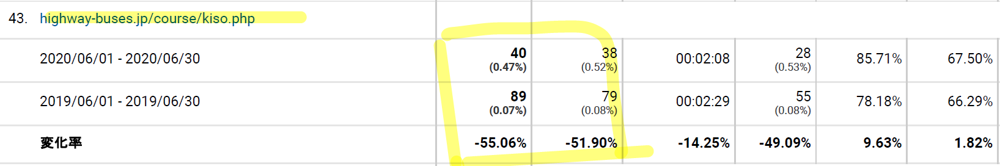 43. highway-buses.jp/course/kiso.php
2020/06/01 - 2020/06/30 40 (0.47%) 38 (0.52%) 00:02:08 28 (0.53%) 85.71% 67.50%
2019/06/01 - 2019/06/30 89 (0.07%) 79 (0.08%) 00:02:29 55 (0.08%) 78.18% 66.29%
変化率 -55.06% -51.90% -14.25% -49.09% 9.63% 1.82%